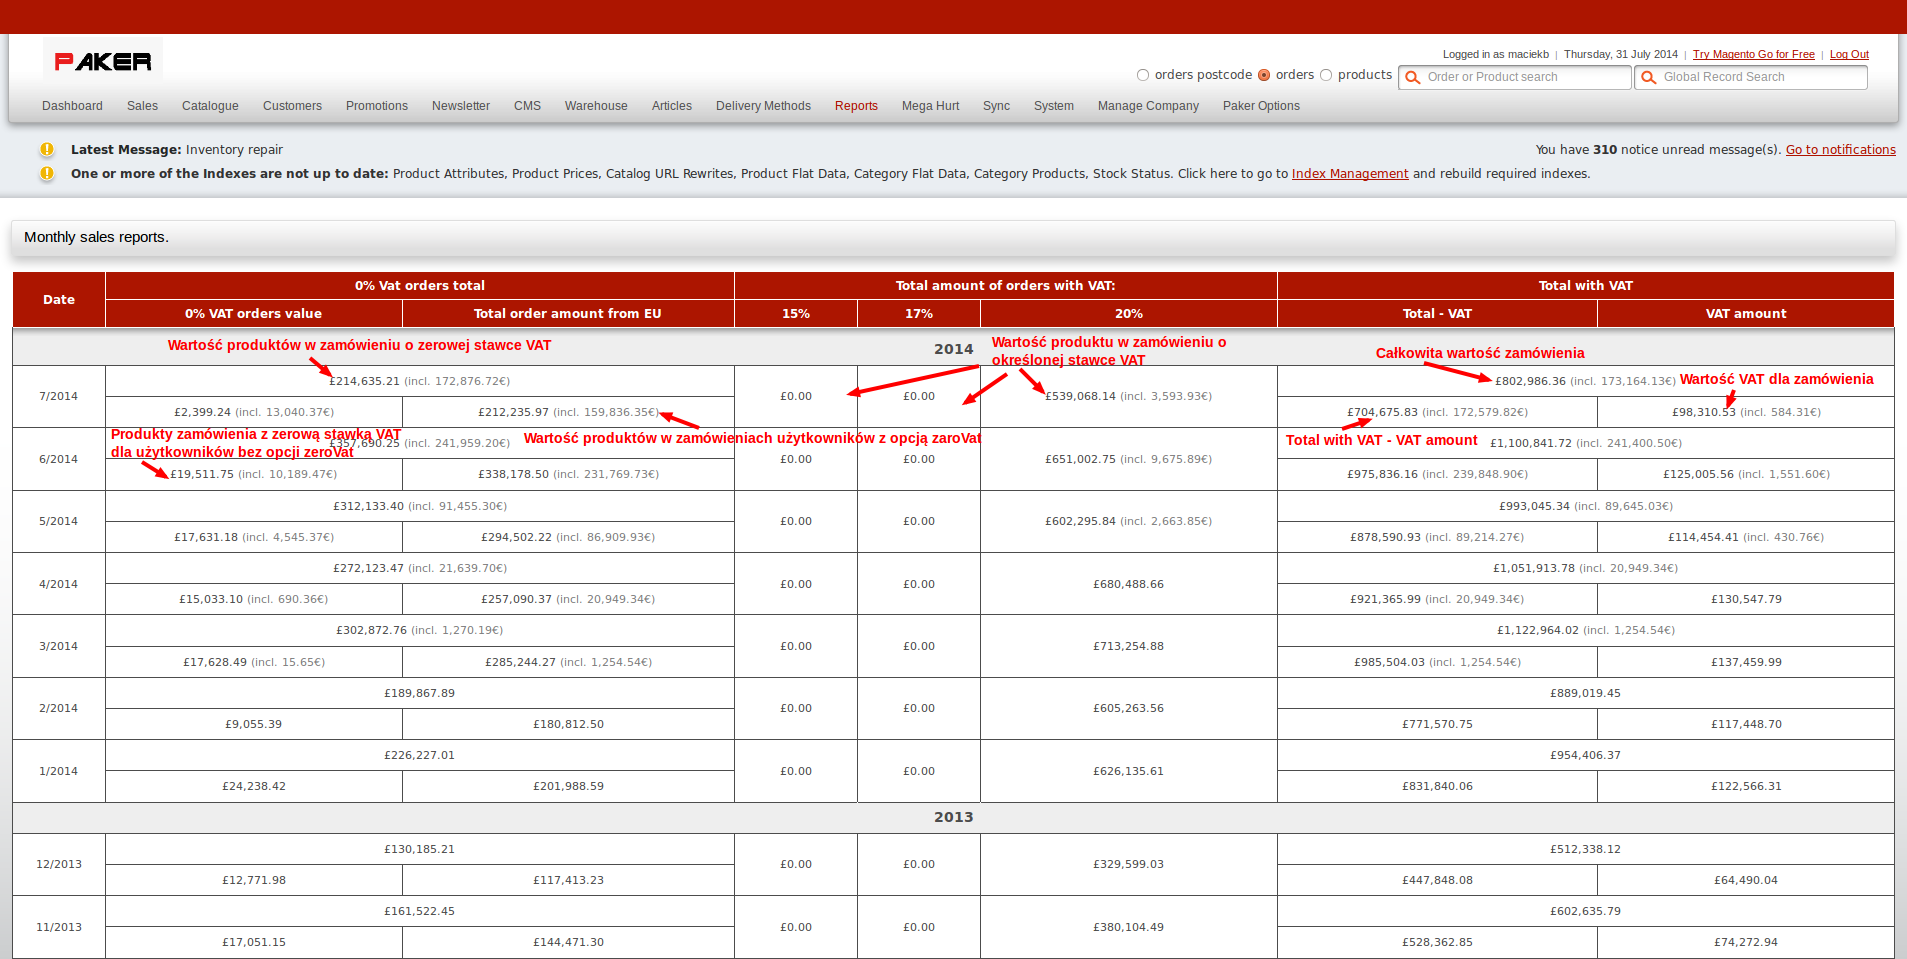 PAKER
Logged in as maciekb | Thursday, 31 July 2014 | Try Magento Go for Free | Log Out
orders postcode orders products Order or Product search Global Record Search
Dashboard Sales Catalogue Customers Promotions Newsletter CMS Warehouse Articles Delivery Methods Reports Mega Hurt Sync System Manage Company Paker Options
Latest Message: Inventory repair You have 310 notice unread message(s). Go to notifications
One or more of the Indexes are not up to date: Product Attributes, Product Prices, Catalog URL Rewrites, Product Flat Data, Category Flat Data, Category Products, Stock Status. Click here to go to Index Management and rebuild required indexes.
Monthly sales reports.
Date 0% Vat orders total Total amount of orders with VAT: Total with VAT
0% VAT orders value Total order amount from EU 15% 17% 20% Total - VAT VAT amount
2014
Wartość produktów w zamówieniu o zerowej stawce VAT
Wartość produktu w zamówieniu o
określonej stawce VAT
Całkowita wartość zamówienia
£214,635.21 (incl. 172,876.72€) £802,986.36 (incl. 173,164.13€) Wartość VAT dla zamówienia
7/2014 £0.00 £0.00 £539,068.14 (incl. 3,593.93€)
£2,399.24 (incl. 13,040.37€) £212,235.97 (incl. 159,836.35€) £704,675.83 (incl. 172,579.82€) £98,310.53 (incl. 584.31€)
Produkty zamówienia z zerową stawką VAT
dla użytkowników bez opcji zeroVat
Wartość produktów w zamówieniach użytkowników z opcją zaroVat
Total with VAT - VAT amount
£357,690.25 (incl. 241,959.20€) £1,100,841.72 (incl. 241,400.50€)
6/2014 £0.00 £0.00 £651,002.75 (incl. 9,675.89€)
£19,511.75 (incl. 10,189.47€) £338,178.50 (incl. 231,769.73€) £975,836.16 (incl. 239,848.90€) £125,005.56 (incl. 1,551.60€)
£312,133.40 (incl. 91,455.30€) £993,045.34 (incl. 89,645.03€)
5/2014 £0.00 £0.00 £602,295.84 (incl. 2,663.85€)
£17,631.18 (incl. 4,545.37€) £294,502.22 (incl. 86,909.93€) £878,590.93 (incl. 89,214.27€) £114,454.41 (incl. 430.76€)
£272,123.47 (incl. 21,639.70€) £1,051,913.78 (incl. 20,949.34€)
4/2014 £0.00 £0.00 £680,488.66
£15,033.10 (incl. 690.36€) £257,090.37 (incl. 20,949.34€) £921,365.99 (incl. 20,949.34€) £130,547.79
£302,872.76 (incl. 1,270.19€) £1,122,964.02 (incl. 1,254.54€)
3/2014 £0.00 £0.00 £713,254.88
£17,628.49 (incl. 15.65€) £285,244.27 (incl. 1,254.54€) £985,504.03 (incl. 1,254.54€) £137,459.99
£189,867.89 £889,019.45
2/2014 £0.00 £0.00 £605,263.56
£9,055.39 £180,812.50 £771,570.75 £117,448.70
£226,227.01 £954,406.37
1/2014 £0.00 £0.00 £626,135.61
£24,238.42 £201,988.59 £831,840.06 £122,566.31
2013
£130,185.21 £512,338.12
12/2013 £0.00 £0.00 £329,599.03
£12,771.98 £117,413.23 £447,848.08 £64,490.04
£161,522.45 £602,635.79
11/2013 £0.00 £0.00 £380,104.49
£17,051.15 £144,471.30 £528,362.85 £74,272.94